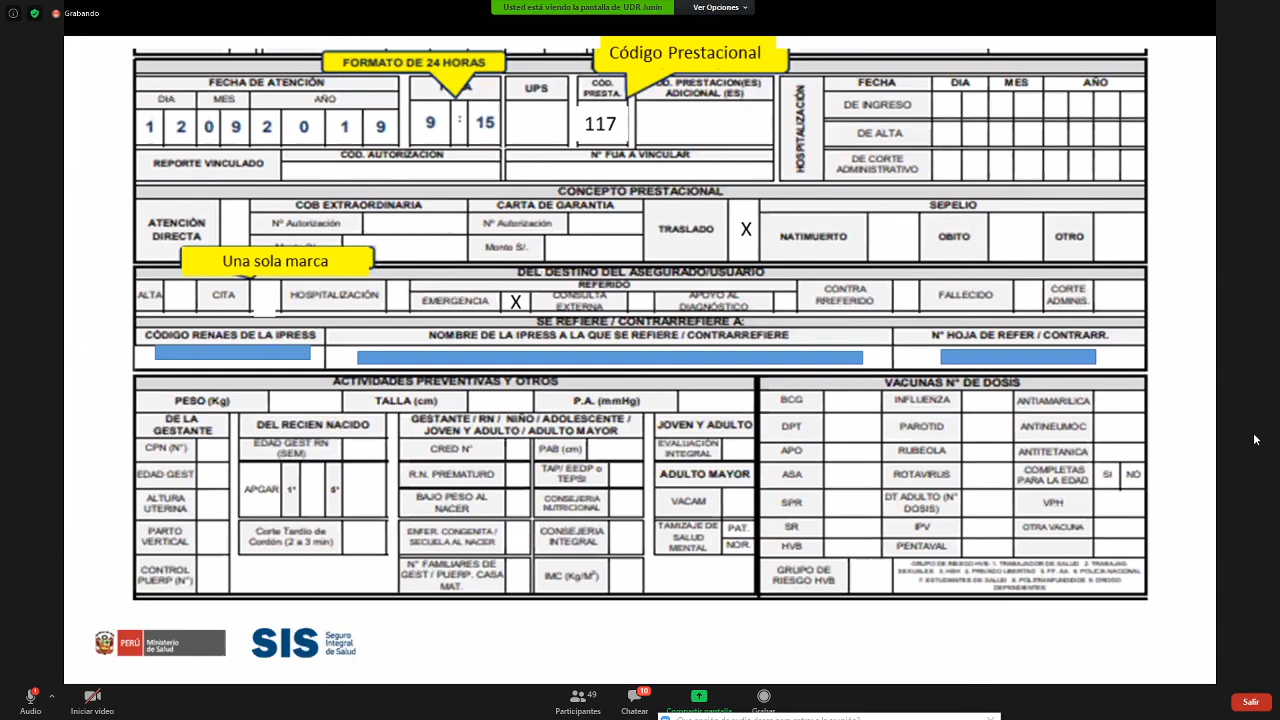 Grabando
Usted está viendo la pantalla de UDR Junín
Ver Opciones
FORMATO DE 24 HORAS
Código Prestacional
FECHA DE ATENCIÓN
UPS
CÓD. PRESTA.
CÓD. PRESTACION(ES) ADICIONAL (ES)
HOSPITALIZACIÓN
FECHA
DIA
MES
AÑO
DIA
MES
AÑO
DE INGRESO
1 2 0 9 2 0 1 9
9 : 15
117
DE ALTA
REPORTE VINCULADO
COD. AUTORIZACIÓN
N° FUA A VINCULAR
DE CORTE ADMINISTRATIVO
CONCEPTO PRESTACIONAL
ATENCIÓN DIRECTA
COB EXTRAORDINARIA
CARTA DE GARANTIA
TRASLADO
X
SEPELIO
Nº Autorización
Nº Autorización
NATIMUERTO
OBITO
OTRO
Monto S/.
Una sola marca
DEL DESTINO DEL ASEGURADO/USUARIO
ALTA
CITA
HOSPITALIZACIÓN
REFERIDO
EMERGENCIA
X
CONSULTA EXTERNA
APOYO AL DIAGNÓSTICO
CONTRA RREFERIDO
FALLECIDO
CORTE ADMINIS.
SE REFIERE / CONTRARREFIERE A:
CÓDIGO RENAES DE LA IPRESS
NOMBRE DE LA IPRESS A LA QUE SE REFIERE / CONTRARREFIERE
N° HOJA DE REFER / CONTRARR.
ACTIVIDADES PREVENTIVAS Y OTROS
VACUNAS N° DE DOSIS
PESO (Kg)
TALLA (cm)
P.A. (mmHg)
BCG
INFLUENZA
ANTIAMARILICA
DE LA GESTANTE
DEL RECIEN NACIDO
GESTANTE / RN / NIÑO / ADOLESCENTE / JOVEN Y ADULTO / ADULTO MAYOR
JOVEN Y ADULTO
DPT
PAROTID
ANTINEUMOC
CPN (N°)
EDAD GEST RN (SEM)
CRED N°
PAB (cm)
EVALUACIÓN INTEGRAL
APO
RUBEOLA
ANTITETANICA
EDAD GEST
APGAR
1°
5°
R.N. PREMATURO
TAP/ EEDP o TEPSI
ADULTO MAYOR
ASA
ROTAVIRUS
COMPLETAS PARA LA EDAD
SI
NO
ALTURA UTERINA
BAJO PESO AL NACER
CONSEJERIA NUTRICIONAL
VACAM
SPR
DT ADULTO (N° DOSIS)
VPH
PARTO VERTICAL
Corte Tardío de Cordón (2 a 3 min)
ENFER. CONGENITA / SECUELA AL NACER
CONSEJERIA INTEGRAL
TAMIZAJE DE SALUD MENTAL
PAT.
NOR.
SR
IPV
OTRA VACUNA
HVB
PENTAVAL
CONTROL PUERP (N°)
N° FAMILIARES DE GEST / PUERP. CASA MAT.
IMC (Kg/M²)
GRUPO DE RIESGO HVB
PERÚ
Ministerio de Salud
SIS
Seguro Integral de Salud
Audio
Iniciar video
49
Participantes
10
Chatear
Compartir pantalla
Grabar
Salir